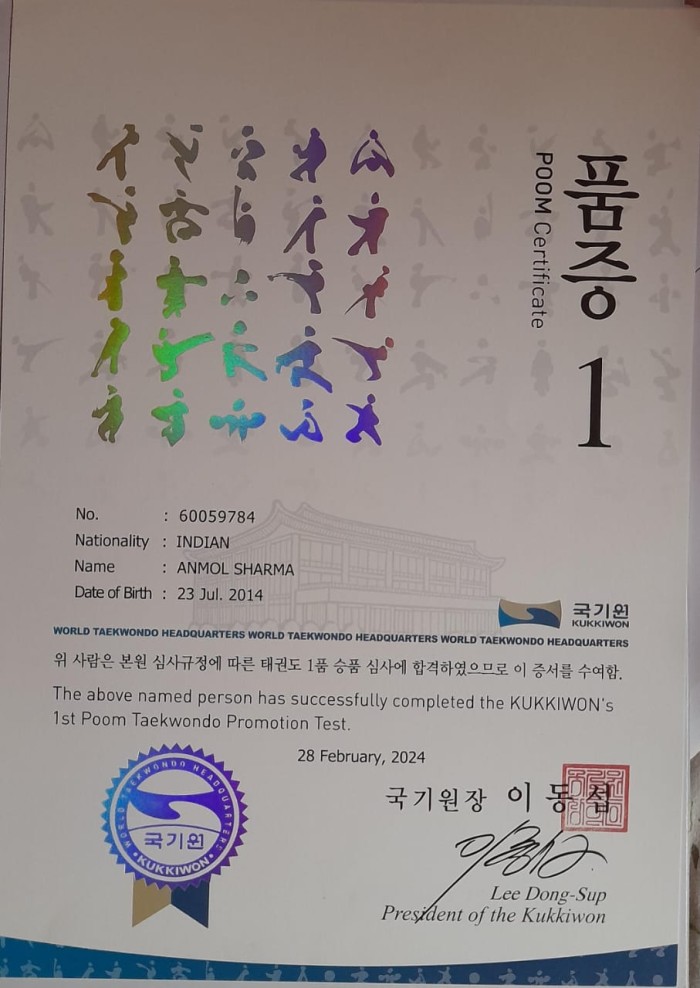 품증
POOM Certificate
1
No. : 60059784
Nationality : INDIAN
Name : ANMOL SHARMA
Date of Birth : 23 Jul. 2014
국기원
KUKKIWON
WORLD TAEKWONDO HEADQUARTERS WORLD TAEKWONDO HEADQUARTERS WORLD TAEKWONDO HEADQUARTERS
위 사람은 본원 심사규정에 따른 태권도 1품 승품 심사에 합격하였으므로 이 증서를 수여함.
The above named person has successfully completed the KUKKIWON's
1st Poom Taekwondo Promotion Test.
28 February, 2024
WORLD TAEKWONDO HEADQUARTERS
국기원
KUKKIWON
국기원장 이동섭
Lee Dong-Sup
President of the Kukkiwon